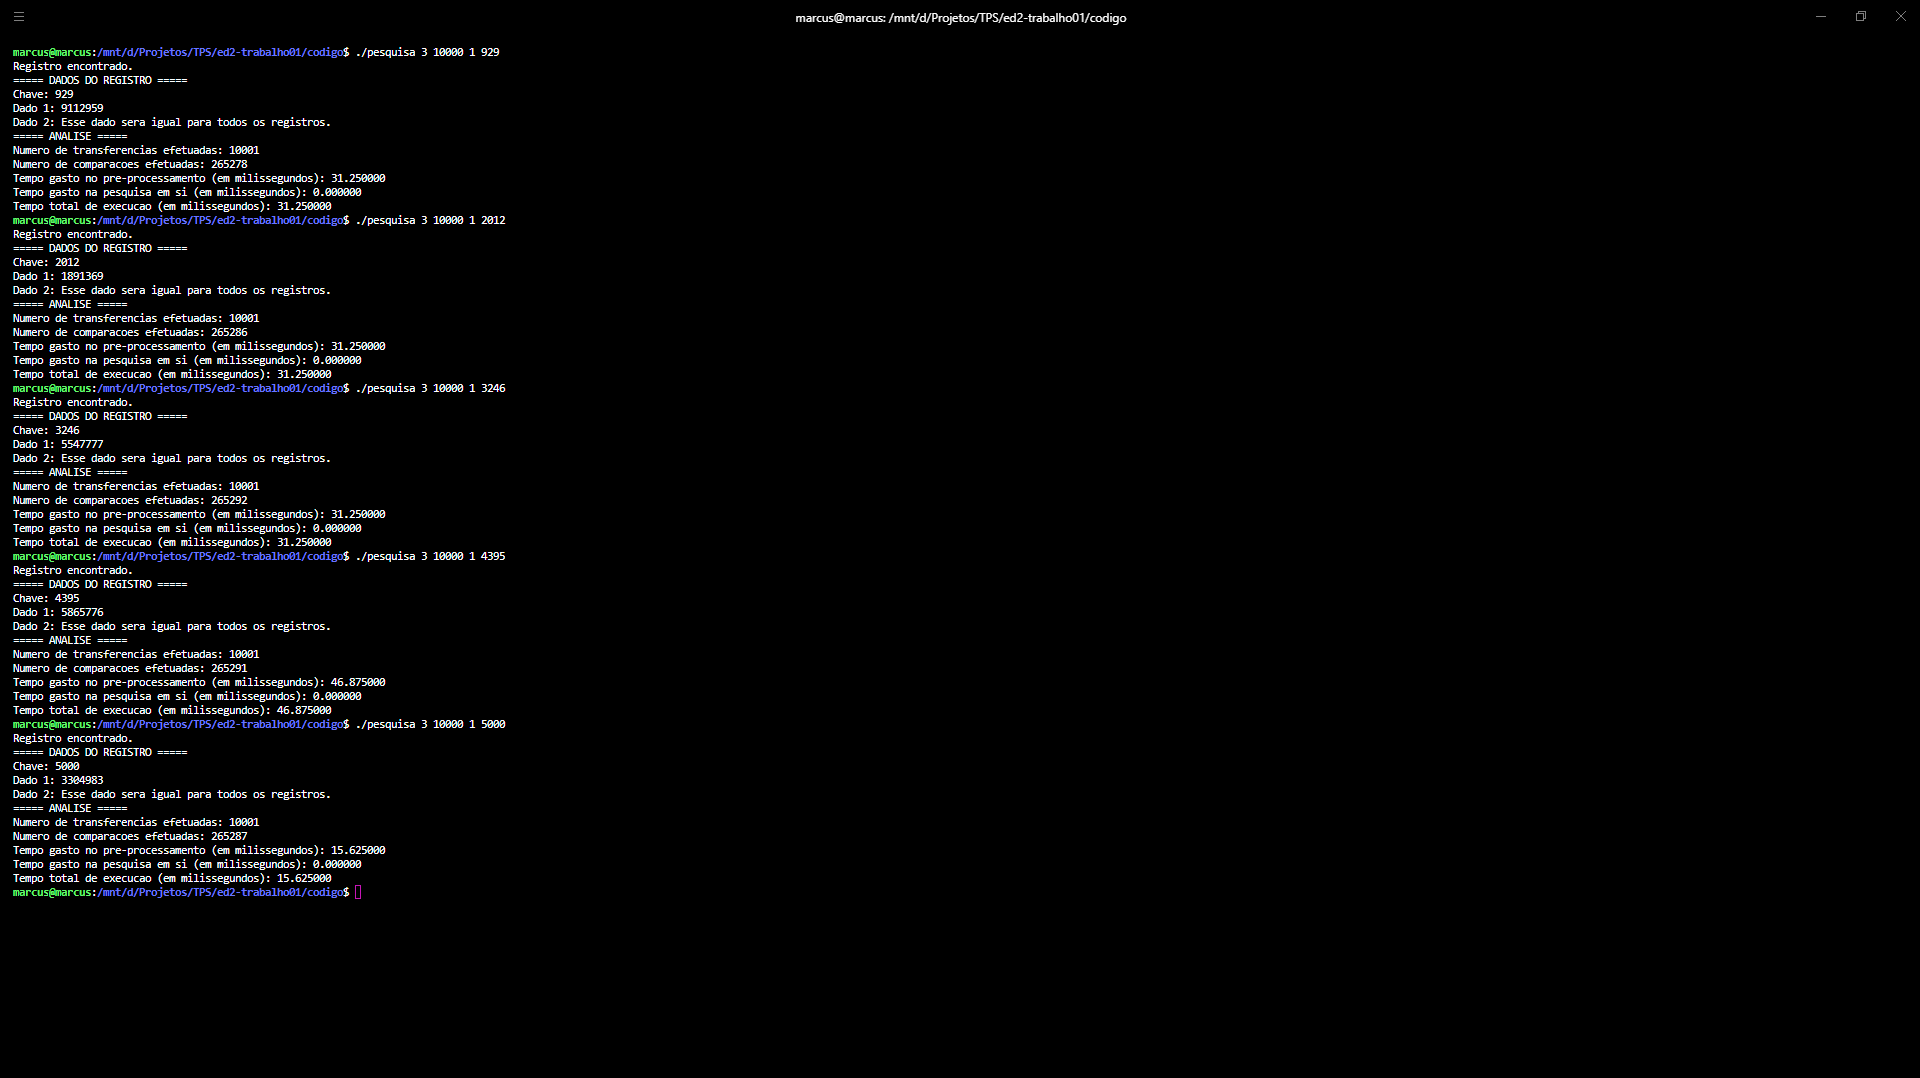 marcus@marcus: /mnt/d/Projetos/TPS/ed2-trabalho01/codigo
marcus@marcus:/mnt/d/Projetos/TPS/ed2-trabalho01/codigo$ ./pesquisa 3 10000 1 929
Registro encontrado.
===== DADOS DO REGISTRO =====
Chave: 929
Dado 1: 9112959
Dado 2: Esse dado sera igual para todos os registros.
===== ANALISE =====
Numero de transferencias efetuadas: 10001
Numero de comparacoes efetuadas: 265278
Tempo gasto no pre-processamento (em milissegundos): 31.250000
Tempo gasto na pesquisa em si (em milissegundos): 0.000000
Tempo total de execucao (em milissegundos): 31.250000
marcus@marcus:/mnt/d/Projetos/TPS/ed2-trabalho01/codigo$ ./pesquisa 3 10000 1 2012
Registro encontrado.
===== DADOS DO REGISTRO =====
Chave: 2012
Dado 1: 1891369
Dado 2: Esse dado sera igual para todos os registros.
===== ANALISE =====
Numero de transferencias efetuadas: 10001
Numero de comparacoes efetuadas: 265286
Tempo gasto no pre-processamento (em milissegundos): 31.250000
Tempo gasto na pesquisa em si (em milissegundos): 0.000000
Tempo total de execucao (em milissegundos): 31.250000
marcus@marcus:/mnt/d/Projetos/TPS/ed2-trabalho01/codigo$ ./pesquisa 3 10000 1 3246
Registro encontrado.
===== DADOS DO REGISTRO =====
Chave: 3246
Dado 1: 5547777
Dado 2: Esse dado sera igual para todos os registros.
===== ANALISE =====
Numero de transferencias efetuadas: 10001
Numero de comparacoes efetuadas: 265292
Tempo gasto no pre-processamento (em milissegundos): 31.250000
Tempo gasto na pesquisa em si (em milissegundos): 0.000000
Tempo total de execucao (em milissegundos): 31.250000
marcus@marcus:/mnt/d/Projetos/TPS/ed2-trabalho01/codigo$ ./pesquisa 3 10000 1 4395
Registro encontrado.
===== DADOS DO REGISTRO =====
Chave: 4395
Dado 1: 5865776
Dado 2: Esse dado sera igual para todos os registros.
===== ANALISE =====
Numero de transferencias efetuadas: 10001
Numero de comparacoes efetuadas: 265291
Tempo gasto no pre-processamento (em milissegundos): 46.875000
Tempo gasto na pesquisa em si (em milissegundos): 0.000000
Tempo total de execucao (em milissegundos): 46.875000
marcus@marcus:/mnt/d/Projetos/TPS/ed2-trabalho01/codigo$ ./pesquisa 3 10000 1 5000
Registro encontrado.
===== DADOS DO REGISTRO =====
Chave: 5000
Dado 1: 3304983
Dado 2: Esse dado sera igual para todos os registros.
===== ANALISE =====
Numero de transferencias efetuadas: 10001
Numero de comparacoes efetuadas: 265287
Tempo gasto no pre-processamento (em milissegundos): 15.625000
Tempo gasto na pesquisa em si (em milissegundos): 0.000000
Tempo total de execucao (em milissegundos): 15.625000
marcus@marcus:/mnt/d/Projetos/TPS/ed2-trabalho01/codigo$